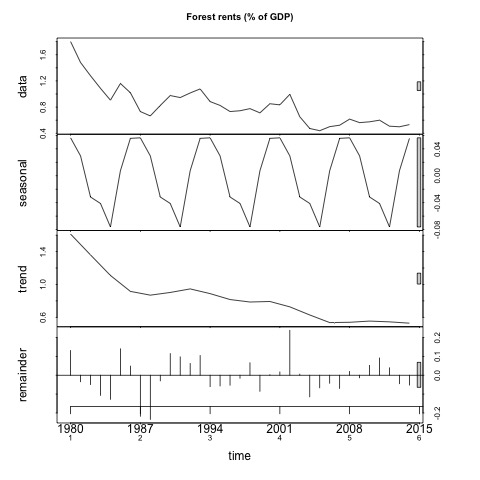 Forest rents (% of GDP)
data
0.4 0.8 1.2 1.6
seasonal
-0.08 -0.04 0.00 0.04
trend
0.6 1.0 1.4
remainder
-0.2 0.0 0.1 0.2
1980 1987 1994 2001 2008 2015
1 2 3 4 5 6
time